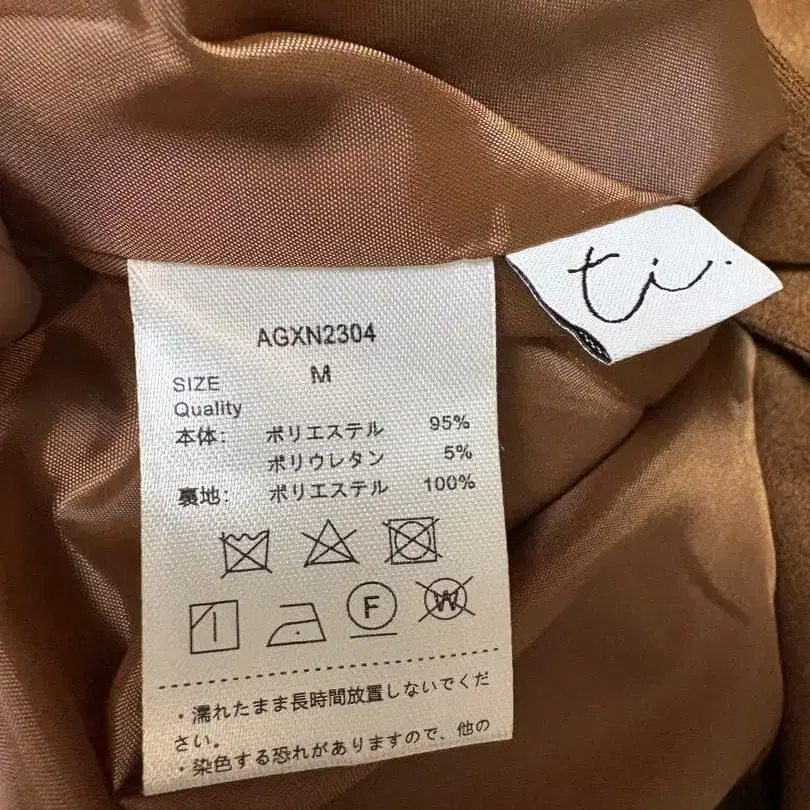 ti.
AGXN2304
SIZE M
Quality
本体: ポリエステル 95%
ポリウレタン 5%
裏地: ポリエステル 100%
F W
・濡れたまま長時間放置しないでくだ
さい。
・染色する恐れがありますので、他の